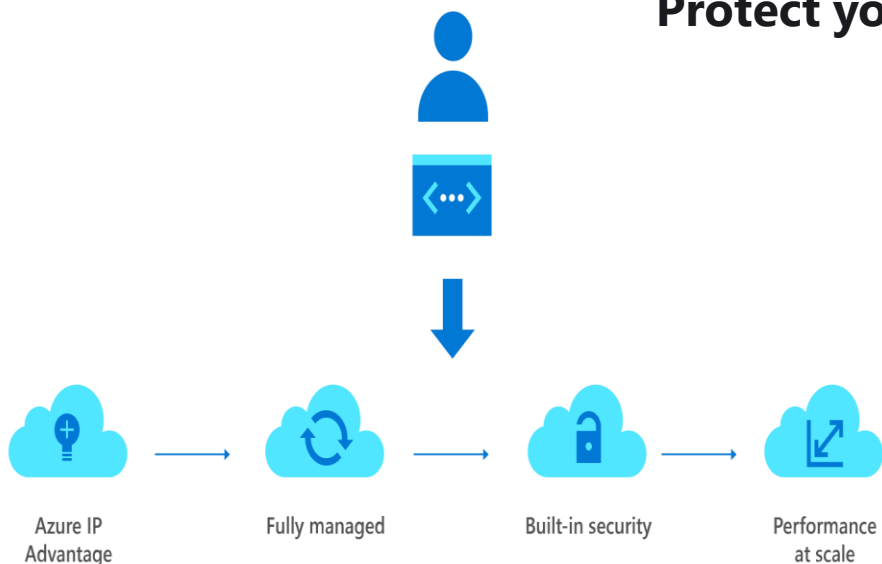 Protect yo
Azure IP
Advantage
Fully managed
Built-in security
Performance
at scale